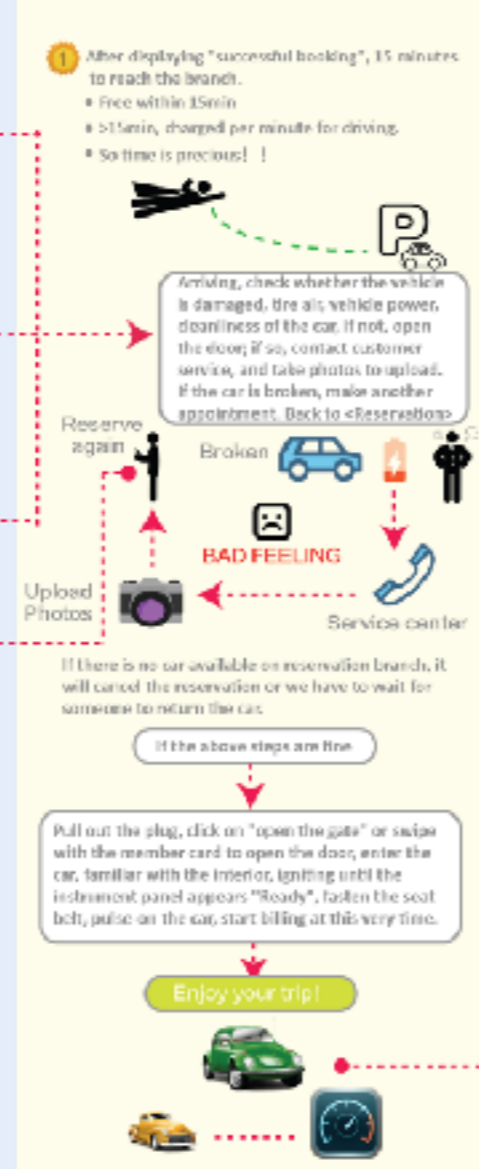 1 After displaying "successful booking", 15 minutes
to reach the branch.
• Free within 15min
• >15min, charged per minute for driving.
• So time is precious! !
P
Arriving, check whether the vehicle
is damaged, tire air, vehicle power,
cleanliness of the car, if not, open
the door; if so, contact customer
service, and take photos to upload.
If the car is broken, make another
appointment. Back to <Reservation>
Reserve
again
Broken
BAD FEELING
Upload
Photos
Service center
If there is no car available on reservation branch, it
will cancel the reservation or we have to wait for
someone to return the car.
If the above steps are fine
Pull out the plug, click on "open the gate" or swipe
with the member card to open the door, enter the
car, familiar with the interior, igniting until the
instrument panel appears "Ready", fasten the seat
belt, pulse on the car, start billing at this very time.
Enjoy your trip!